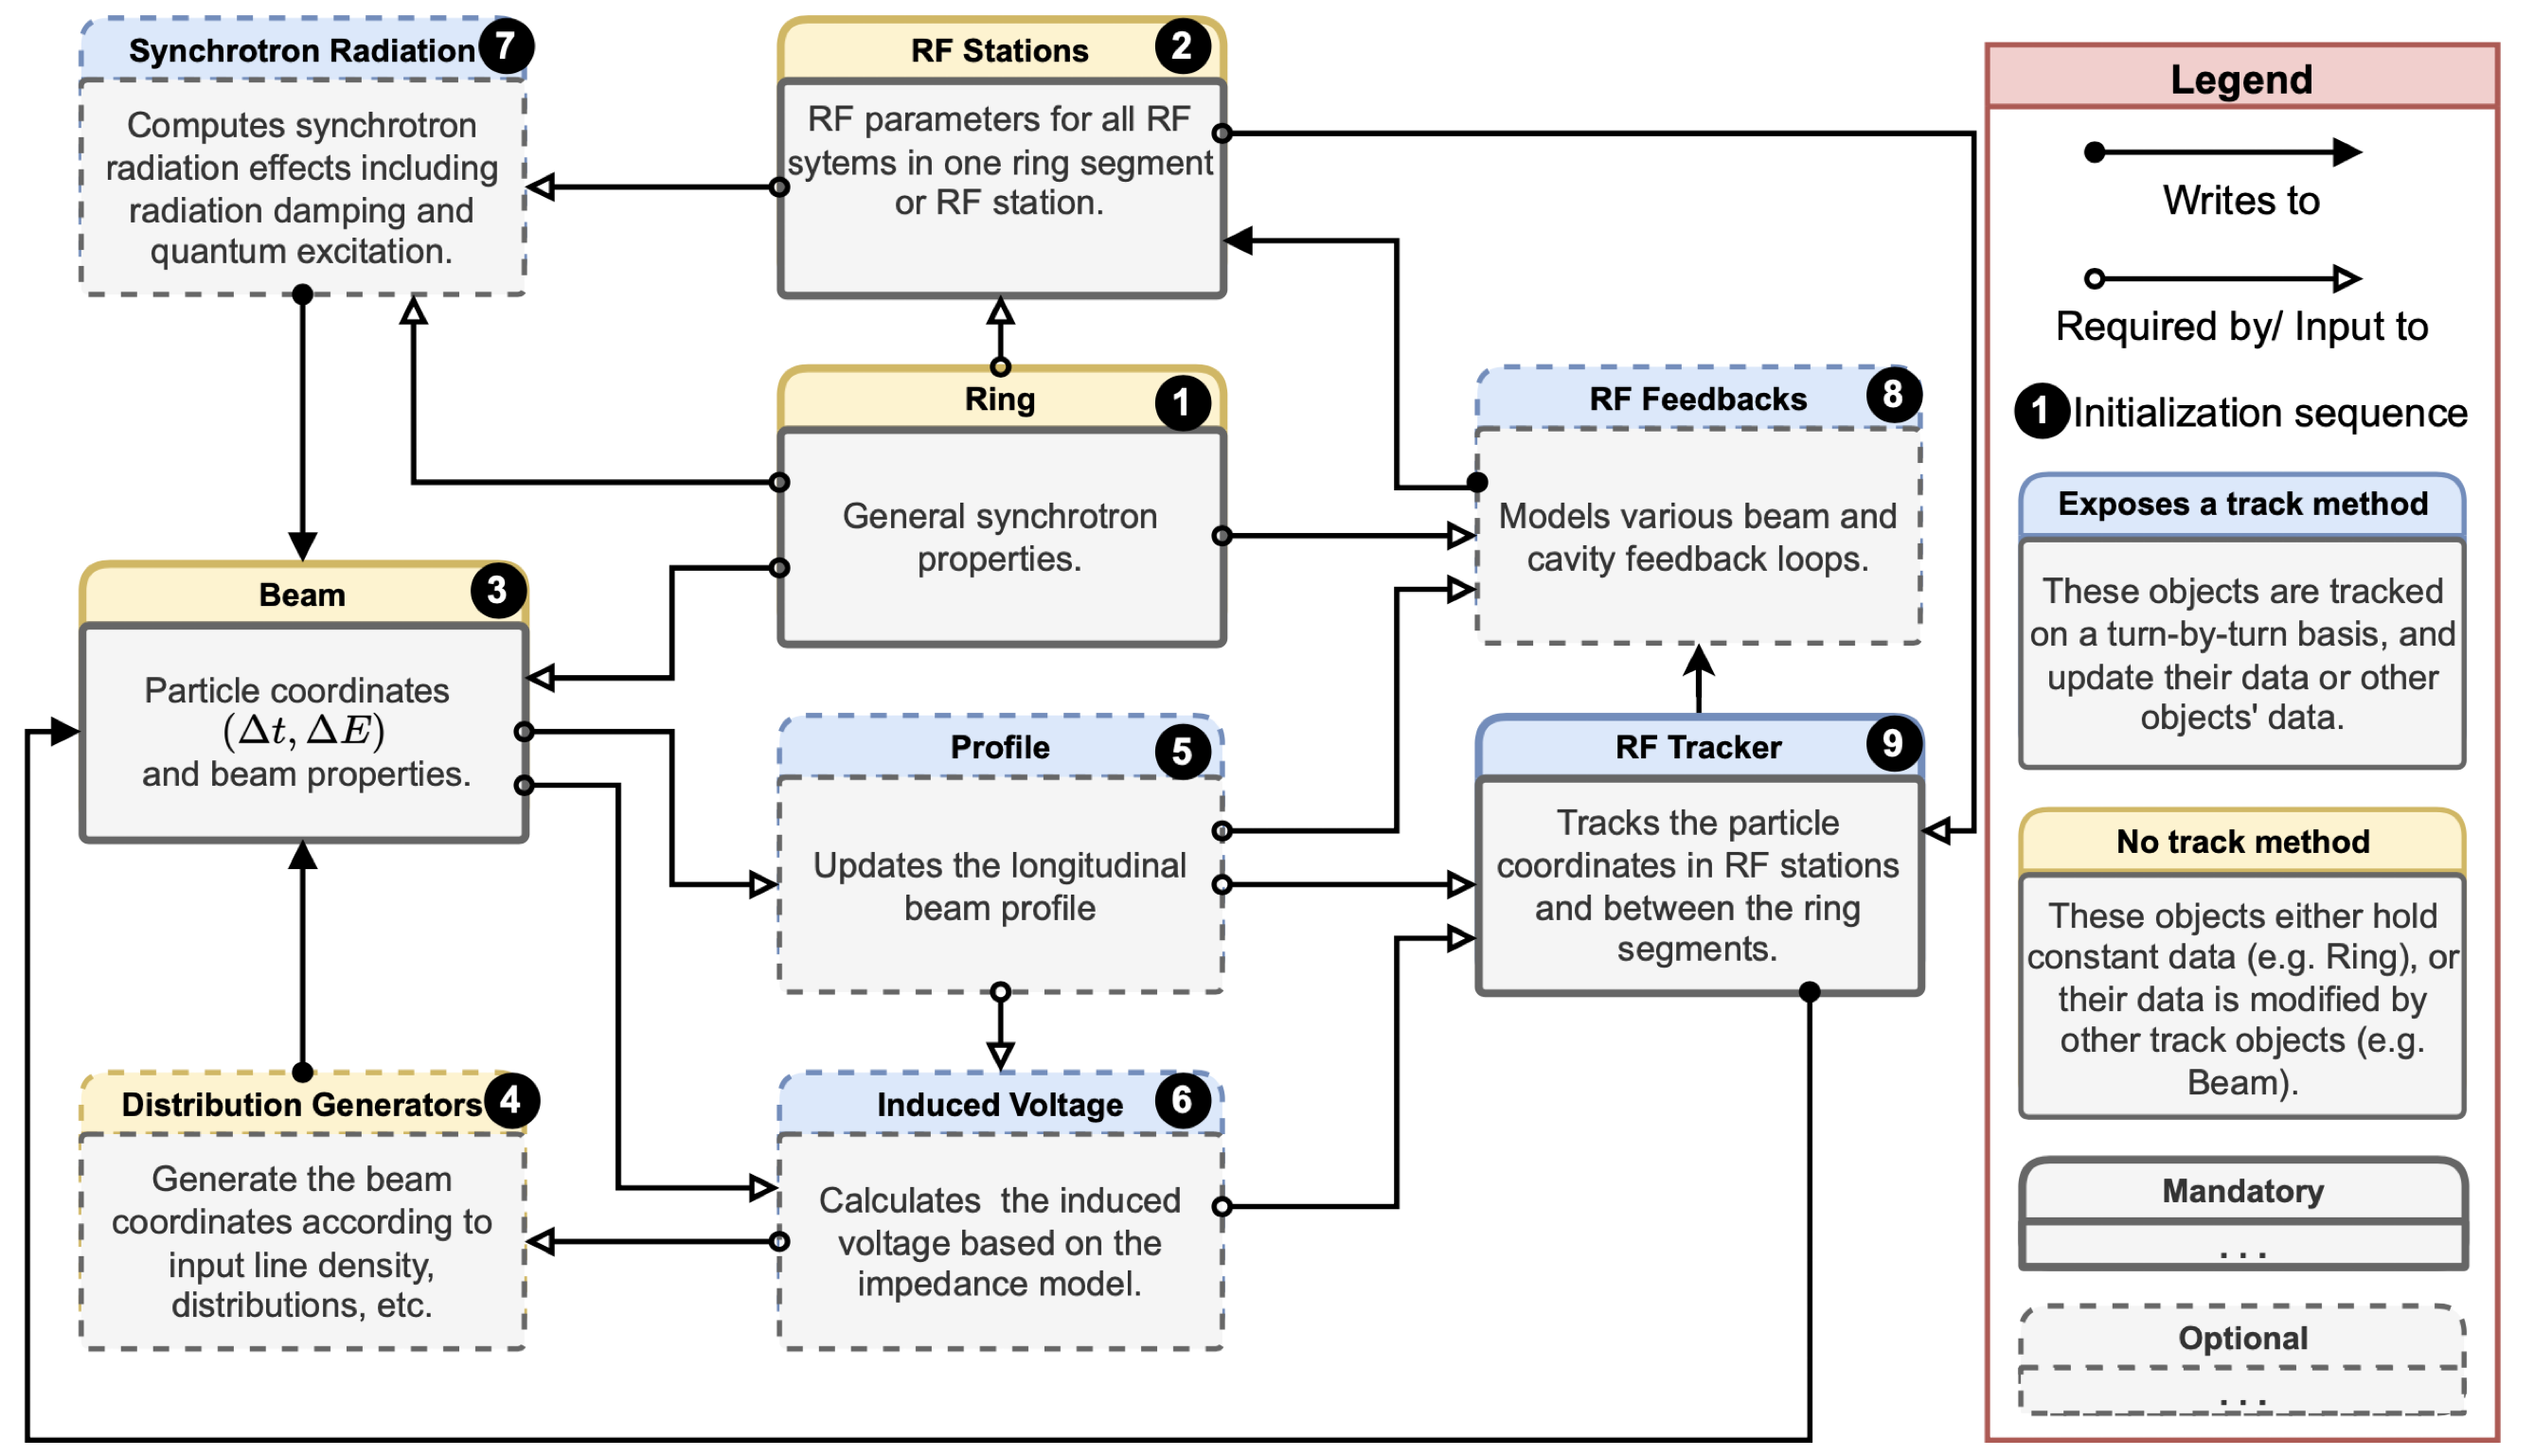 Synchrotron Radiation
7
Computes synchrotron
radiation effects including
radiation damping and
quantum excitation.
RF Stations
2
RF parameters for all RF
sytems in one ring segment
or RF station.
Ring
1
General synchrotron
properties.
RF Feedbacks
8
Models various beam and
cavity feedback loops.
Beam
3
Particle coordinates
(Δt, ΔE)
and beam properties.
Profile
5
Updates the longitudinal
beam profile
RF Tracker
9
Tracks the particle
coordinates in RF stations
and between the ring
segments.
Distribution Generators
4
Generate the beam
coordinates according to
input line density,
distributions, etc.
Induced Voltage
6
Calculates the induced
voltage based on the
impedance model.
Legend
Writes to
Required by/ Input to
1 Initialization sequence
Exposes a track method
These objects are tracked
on a turn-by-turn basis, and
update their data or other
objects' data.
No track method
These objects either hold
constant data (e.g. Ring), or
their data is modified by
other track objects (e.g.
Beam).
Mandatory
. . .
Optional
. . .